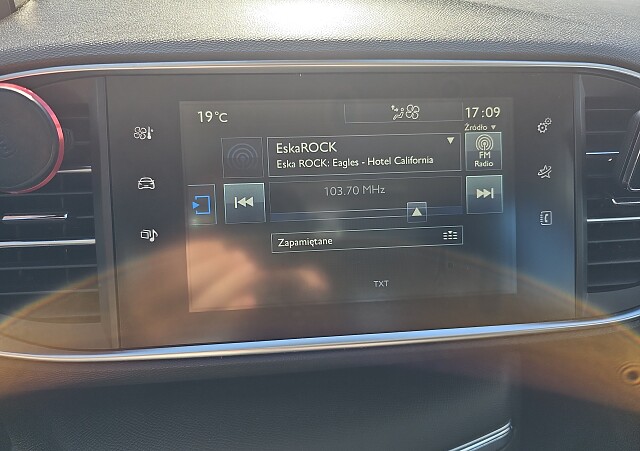 19°C
17:09
Źródło
EskaROCK
Eska ROCK: Eagles - Hotel California
FM
Radio
103.70 MHz
Zapamiętane
TXT